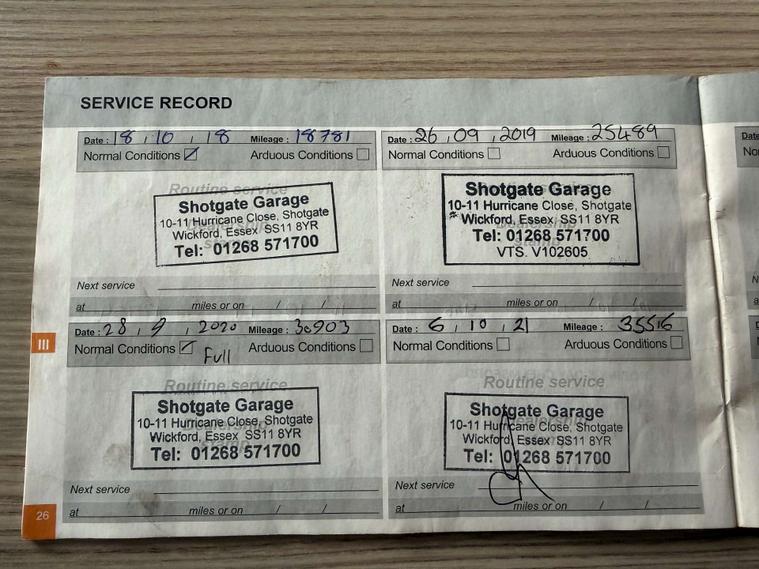 SERVICE RECORD
Date : 18 , 10 , 18 Mileage : 18781
Normal Conditions Arduous Conditions
Routine service
Shotgate Garage
10-11 Hurricane Close, Shotgate
Wickford, Essex SS11 8YR
Tel: 01268 571700
Next service
at miles or on / /
Date : 26 , 09 , 2019 Mileage : 25489
Normal Conditions Arduous Conditions
Shotgate Garage
10-11 Hurricane Close, Shotgate
Wickford, Essex SS11 8YR
Tel: 01268 571700
VTS. V102605
Next service
at miles or on / /
Date : 28 , 9 , 2020 Mileage : 30903
Normal Conditions Full Arduous Conditions
Routine service
Shotgate Garage
10-11 Hurricane Close, Shotgate
Wickford, Essex SS11 8YR
Tel: 01268 571700
Next service
at miles or on / /
Date : 6 , 10 , 21 Mileage : 35516
Normal Conditions Arduous Conditions
Routine service
Shotgate Garage
10-11 Hurricane Close, Shotgate
Wickford, Essex SS11 8YR
Tel: 01268 571700
Next service
at miles or on / /
III
26